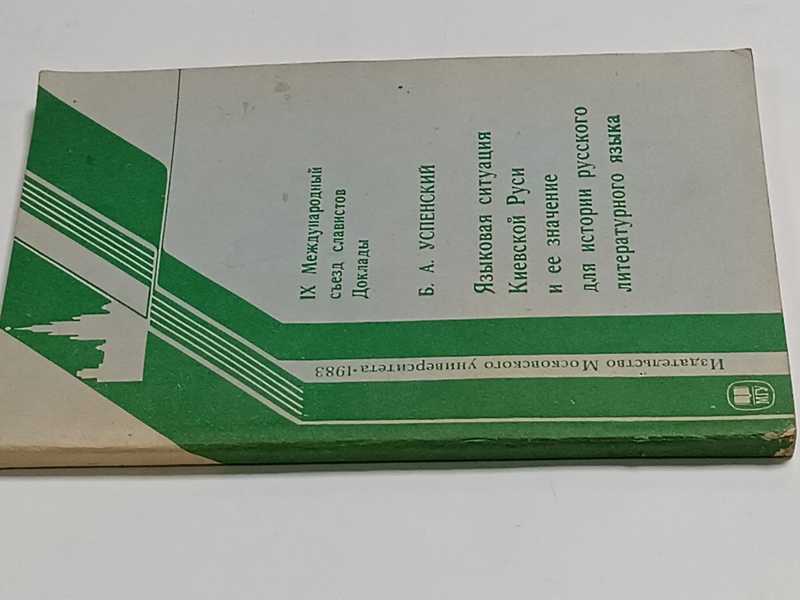 IX Международный
съезд славистов
Доклады
Б. А. УСПЕНСКИЙ
Языковая ситуация
Киевской Руси
и ее значение
для истории русского
литературного языка
Издательство Московского университета·1983
МГУ